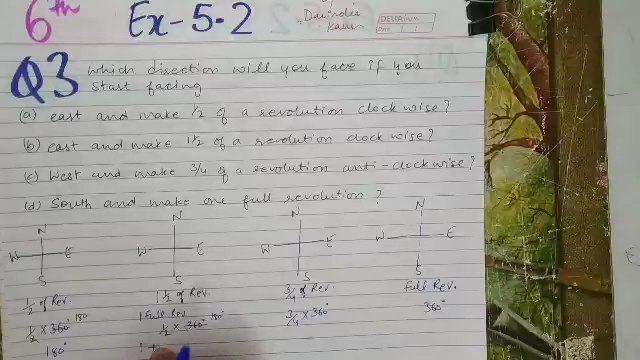 6th Ex-5.2 Davinder Kaur
Q3 which direction will you face if you
start facing
(a) east and make 1/2 of a revolution clockwise?
(b) east and make 1 1/2 of a revolution clockwise?
(c) West and make 3/4 of a revolution anti-clockwise?
(d) South and make one full revolution?
N N N N
W E W E W E W E
S S S S
1/2 of Rev 1 1/2 of Rev 3/4 of Rev. Full Rev.
1/2 × 360° 180 1 Full Rev 3/4 × 360° 360°
1/2 × 360° 180°
180° 1 +